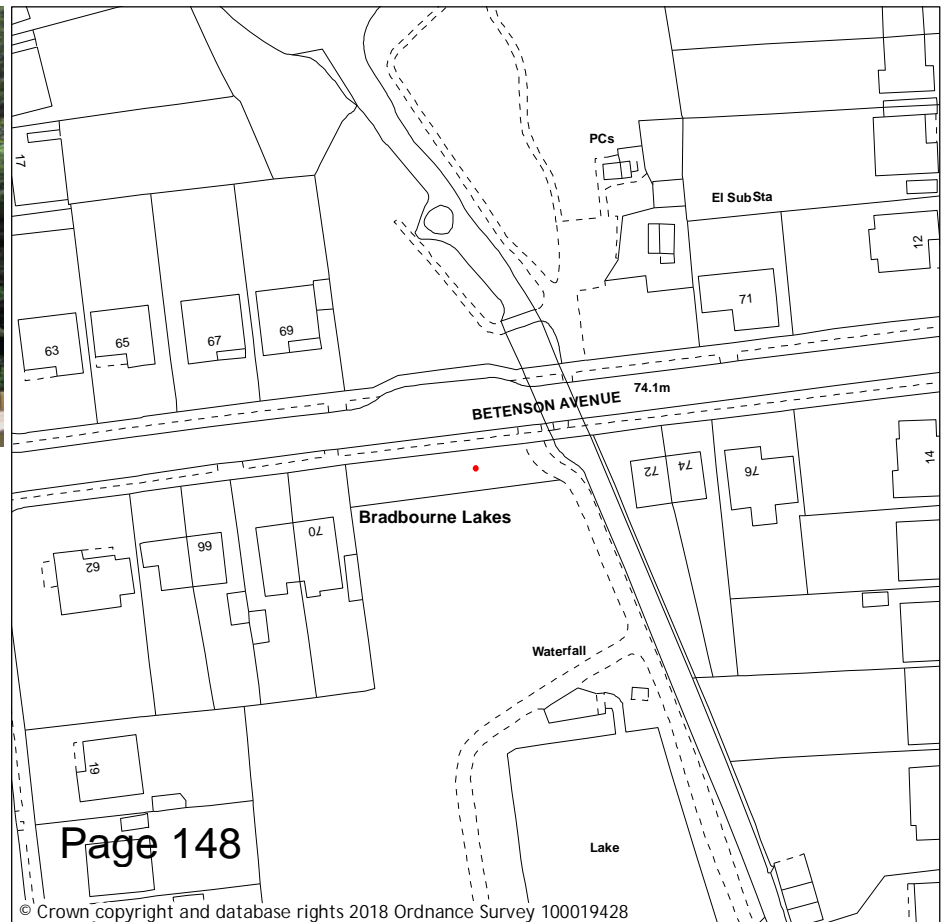 PCs
17
El Sub Sta
12
71
63
65
67
69
74.1m
BETENSON AVENUE
72
74
76
14
Bradbourne Lakes
62
66
70
Waterfall
19
Page 148
Lake
© Crown copyright and database rights 2018 Ordnance Survey 100019428